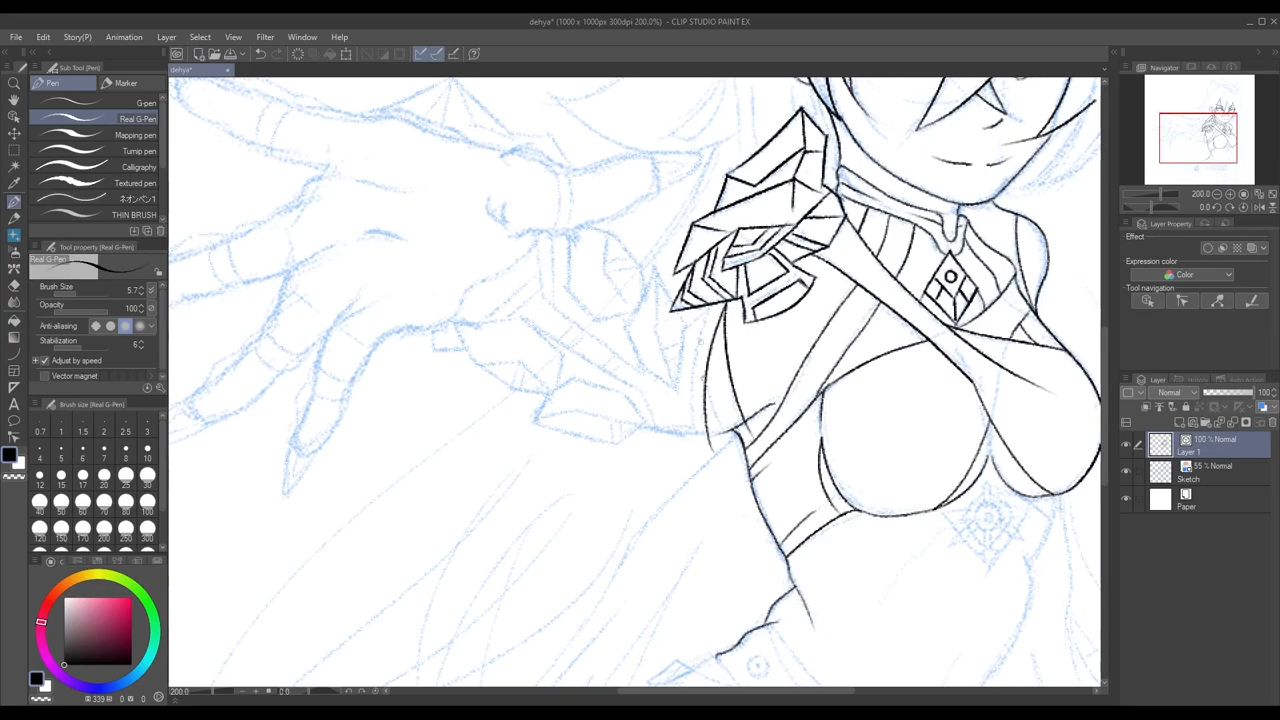 dehya* (1000 x 1000px 300dpi 200.0%) - CLIP STUDIO PAINT EX
File Edit Story(P) Animation Layer Select View Filter Window Help
Sub Tool (Pen)
dehya*
Navigator
Pen Marker
G-pen
Real G-Pen
Mapping pen
Turnip pen
Calligraphy
Textured pen
ネオンペン1
THIN BRUSH
200.0
0.0
Layer Property
Effect
Expression color
Color
Tool navigation
Tool property (Real G-Pen)
Real G-Pen
Brush Size 5.7
Opacity 100
Anti-aliasing
Stabilization 6
Adjust by speed
Vector magnet
Brush size [Real G-Pen]
0.7 1 1.5 2 2.5 3
4 5 6 7 8 10
12 15 17 20 25 30
40 50 60 70 80 100
120 150 170 200 250 300
Layer
Normal 100
100 % Normal
Layer 1
55 % Normal
Sketch
Paper
339 0 0
200.0 0.0